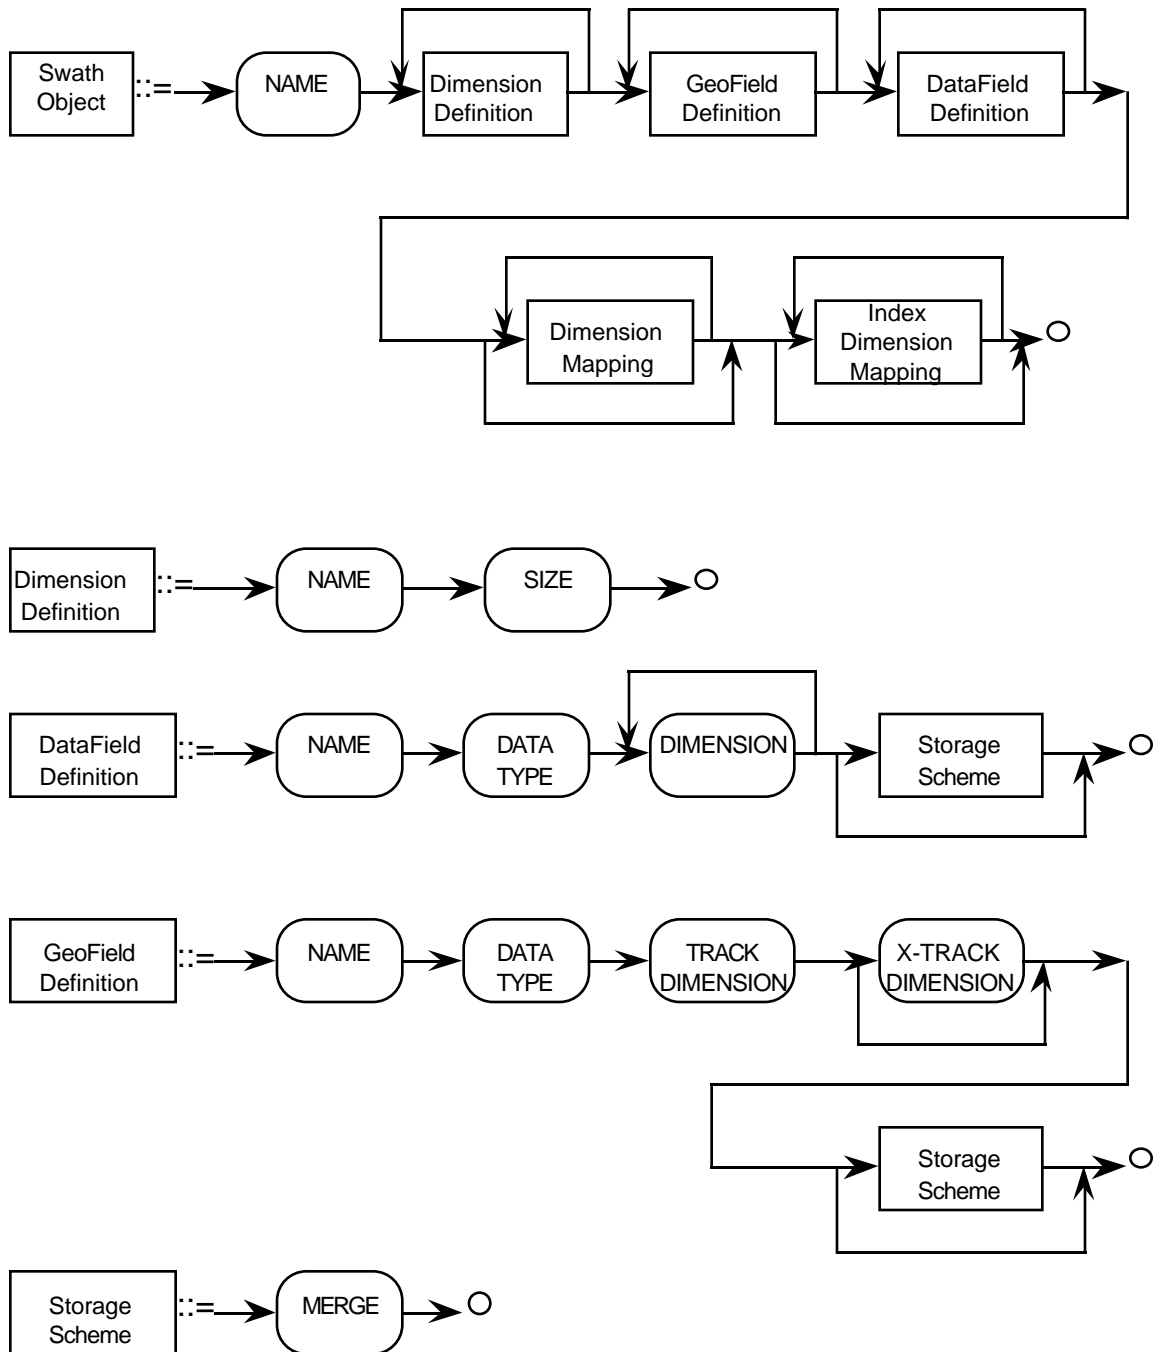 Swath
Object
::=
NAME
Dimension
Definition
GeoField
Definition
DataField
Definition
Dimension
Mapping
Index
Dimension
Mapping
Dimension
Definition
::=
NAME
SIZE
DataField
Definition
::=
NAME
DATA
TYPE
DIMENSION
Storage
Scheme
GeoField
Definition
::=
NAME
DATA
TYPE
TRACK
DIMENSION
X-TRACK
DIMENSION
Storage
Scheme
Storage
Scheme
::=
MERGE